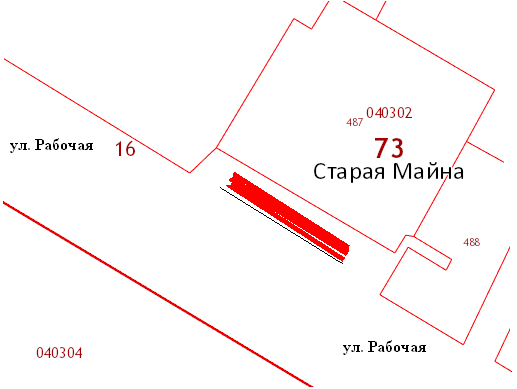 040302
487
73
ул. Рабочая
16
Старая Майна
488
ул. Рабочая
040304